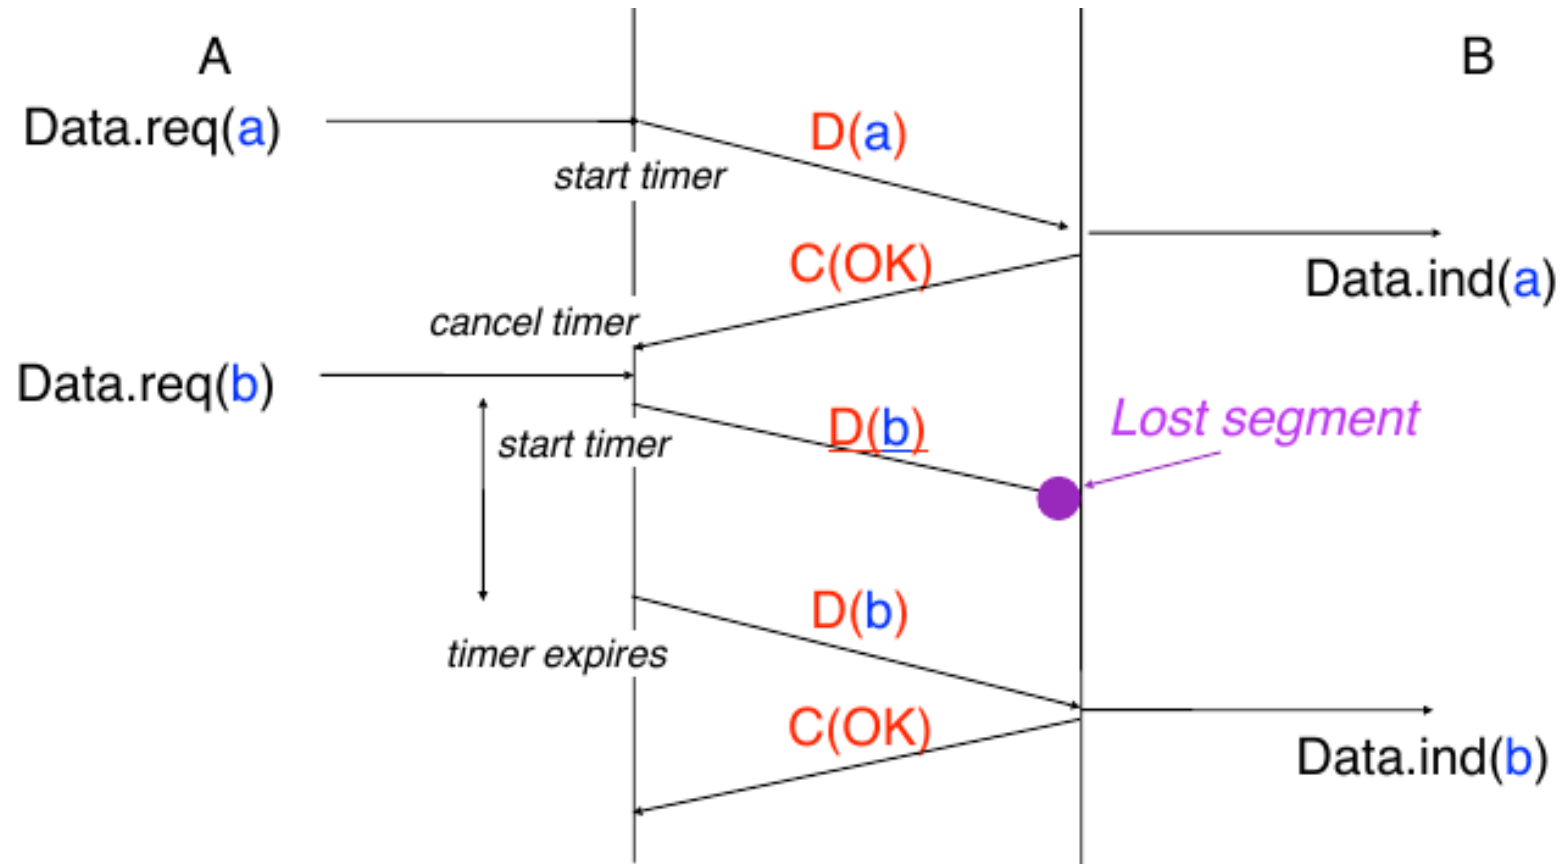 A
B
Data.req(a)
D(a)
start timer
C(OK)
Data.ind(a)
cancel timer
Data.req(b)
Lost segment
D(b)
start timer
D(b)
timer expires
C(OK)
Data.ind(b)